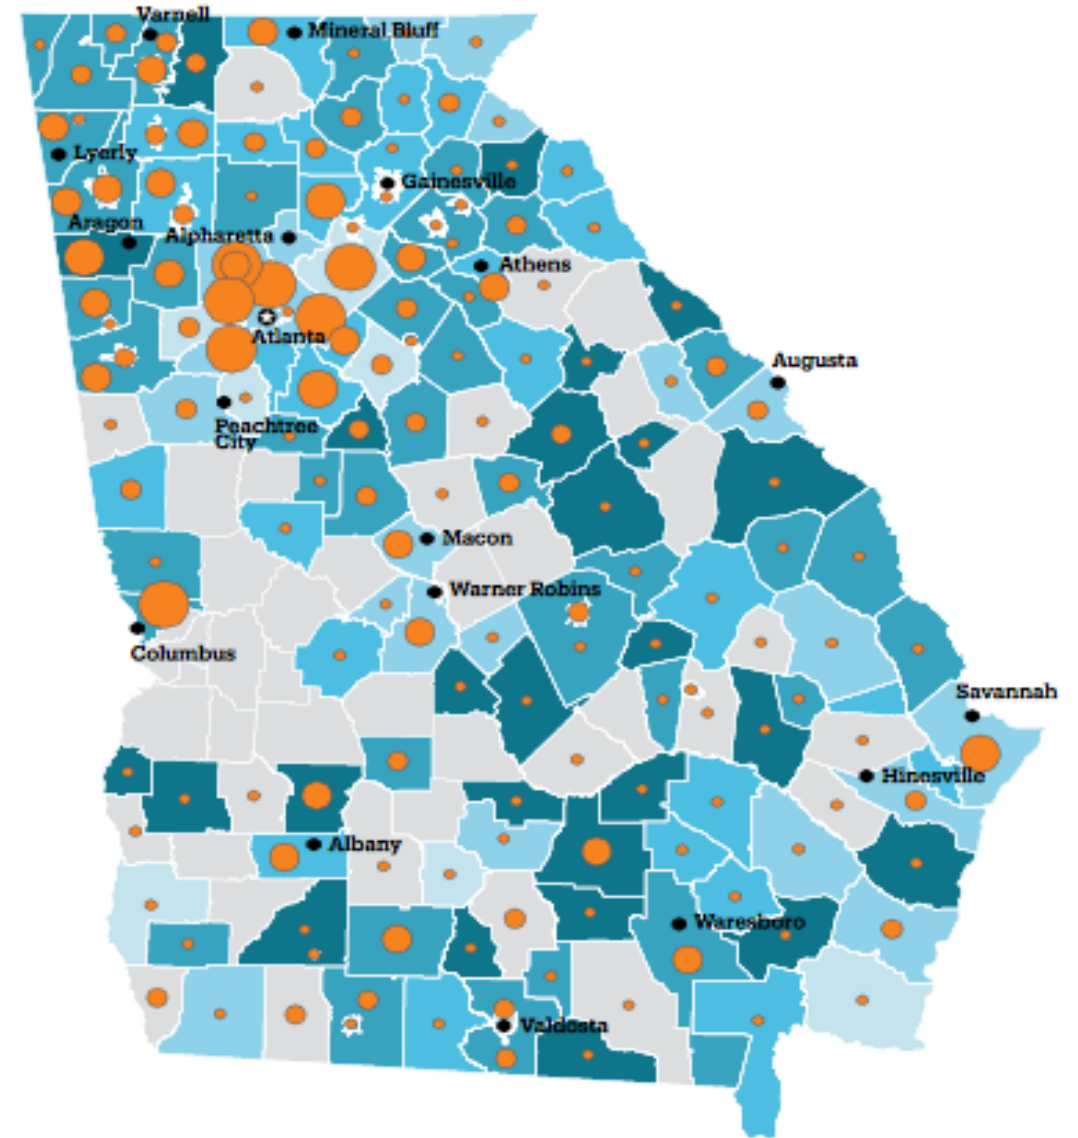 Varnell
Mineral Bluff
Lyerly
Gainesville
Aragon
Alpharetta
Athens
Atlanta
Augusta
Peachtree
City
Macon
Warner Robins
Columbus
Savannah
Hinesville
Albany
Waresboro
Valdosta